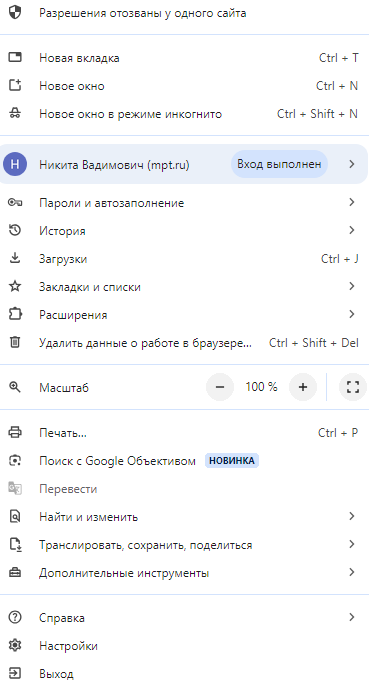 Разрешения отозваны у одного сайта
Новая вкладка Ctrl + T
Новое окно Ctrl + N
Новое окно в режиме инкогнито Ctrl + Shift + N
Н Никита Вадимович (mpt.ru) Вход выполнен
Пароли и автозаполнение
История
Загрузки Ctrl + J
Закладки и списки
Расширения
Удалить данные о работе в браузере... Ctrl + Shift + Del
Масштаб − 100 % +
Печать... Ctrl + P
Поиск с Google Объективом НОВИНКА
Перевести
Найти и изменить
Транслировать, сохранить, поделиться
Дополнительные инструменты
Справка
Настройки
Выход